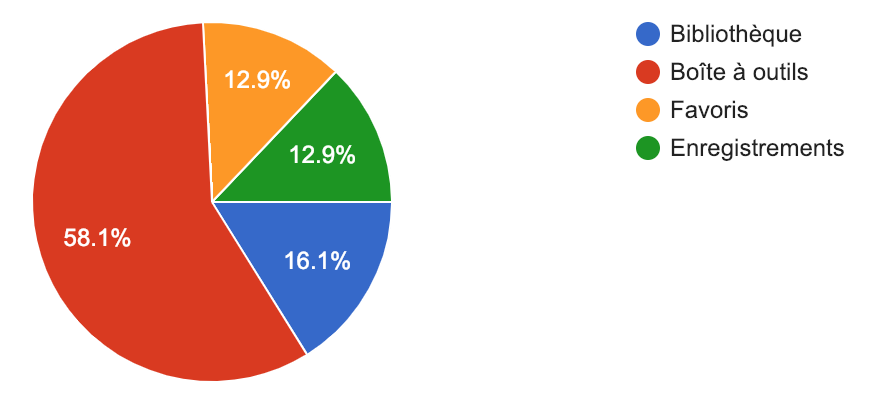 12.9%
12.9%
58.1%
16.1%
Bibliothèque
Boîte à outils
Favoris
Enregistrements